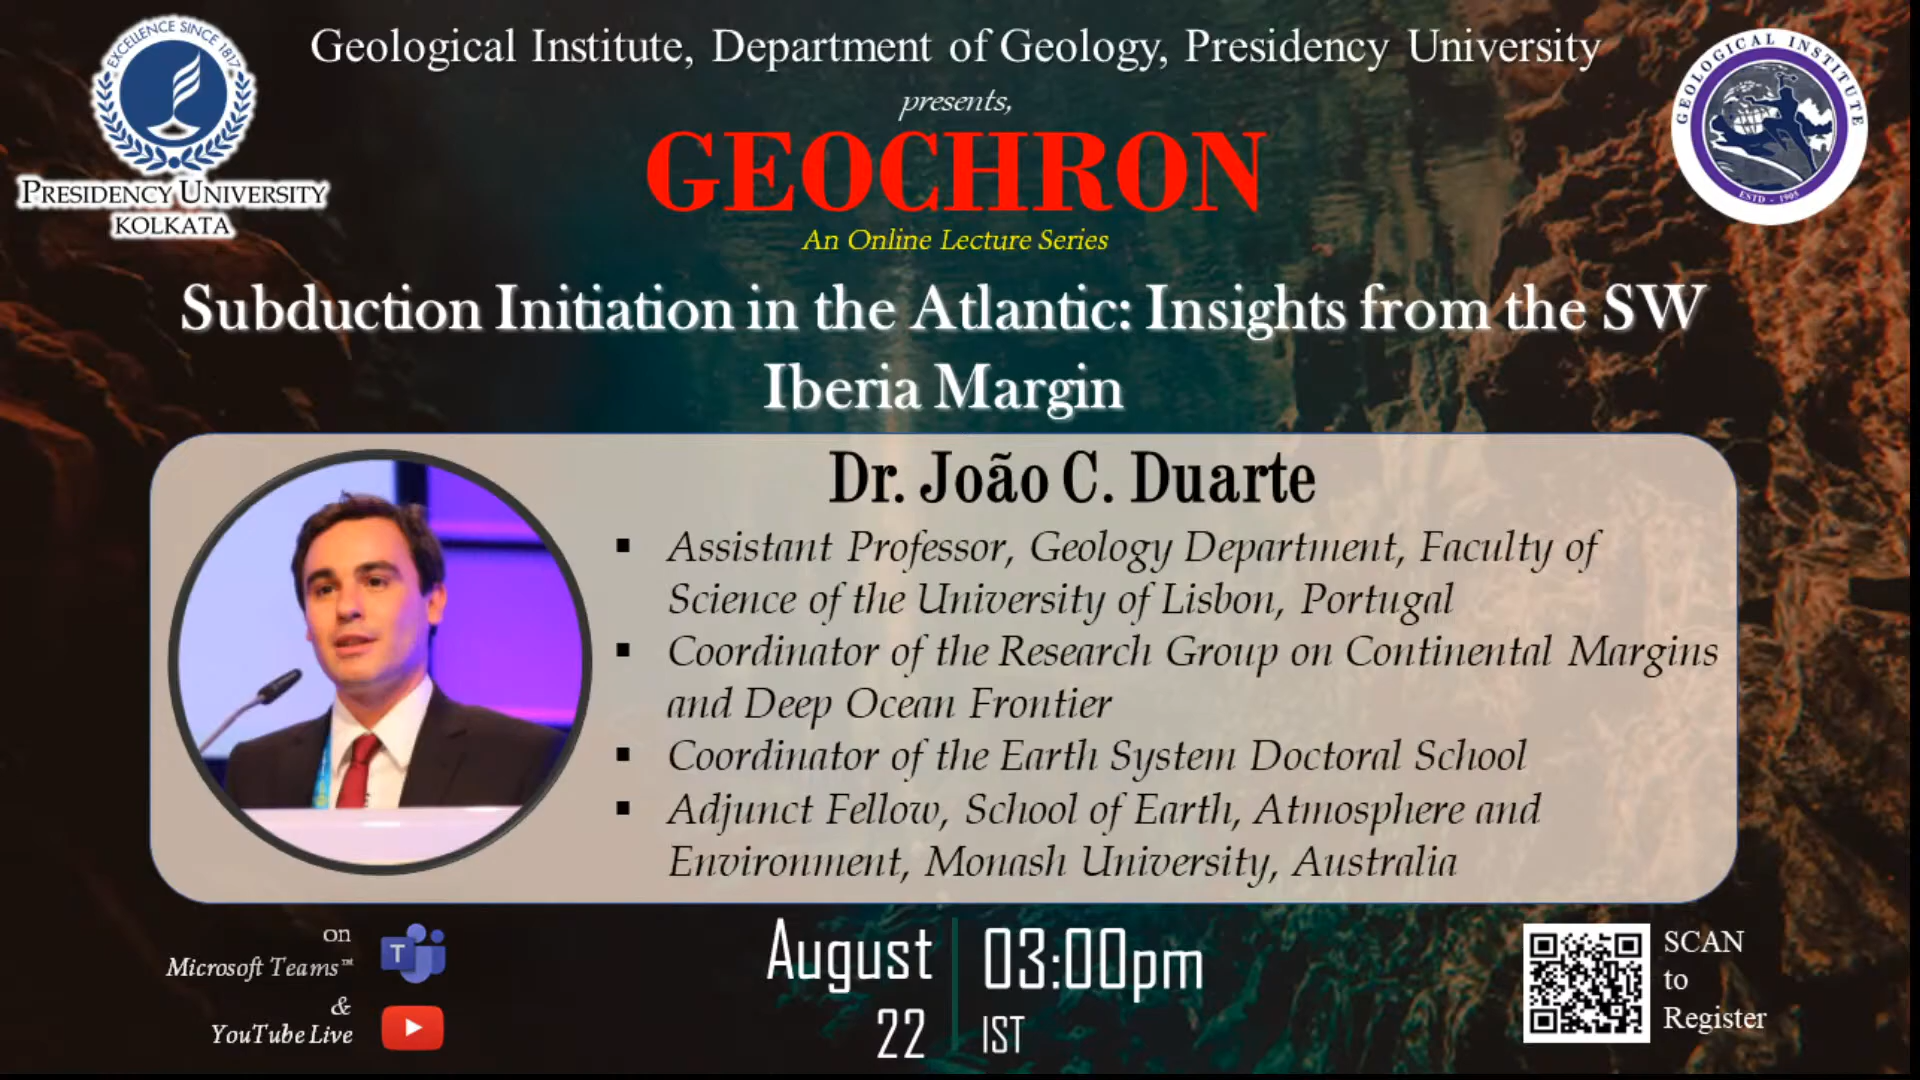 EXCELLENCE SINCE 1817
PRESIDENCY UNIVERSITY
KOLKATA
Geological Institute, Department of Geology, Presidency University
presents,
GEOCHRON
An Online Lecture Series
GEOLOGICAL INSTITUTE
ESTD - 1905
Subduction Initiation in the Atlantic: Insights from the SW
Iberia Margin
Dr. João C. Duarte
▪ Assistant Professor, Geology Department, Faculty of
Science of the University of Lisbon, Portugal
▪ Coordinator of the Research Group on Continental Margins
and Deep Ocean Frontier
▪ Coordinator of the Earth System Doctoral School
▪ Adjunct Fellow, School of Earth, Atmosphere and
Environment, Monash University, Australia
on
Microsoft Teams™
&
YouTube Live
T
August
22
03:00pm
IST
SCAN
to
Register